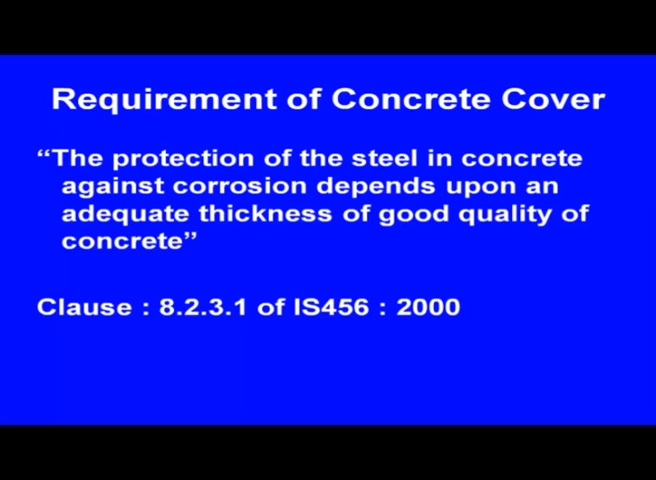 Requirement of Concrete Cover
“The protection of the steel in concrete
against corrosion depends upon an
adequate thickness of good quality of
concrete”
Clause : 8.2.3.1 of IS456 : 2000